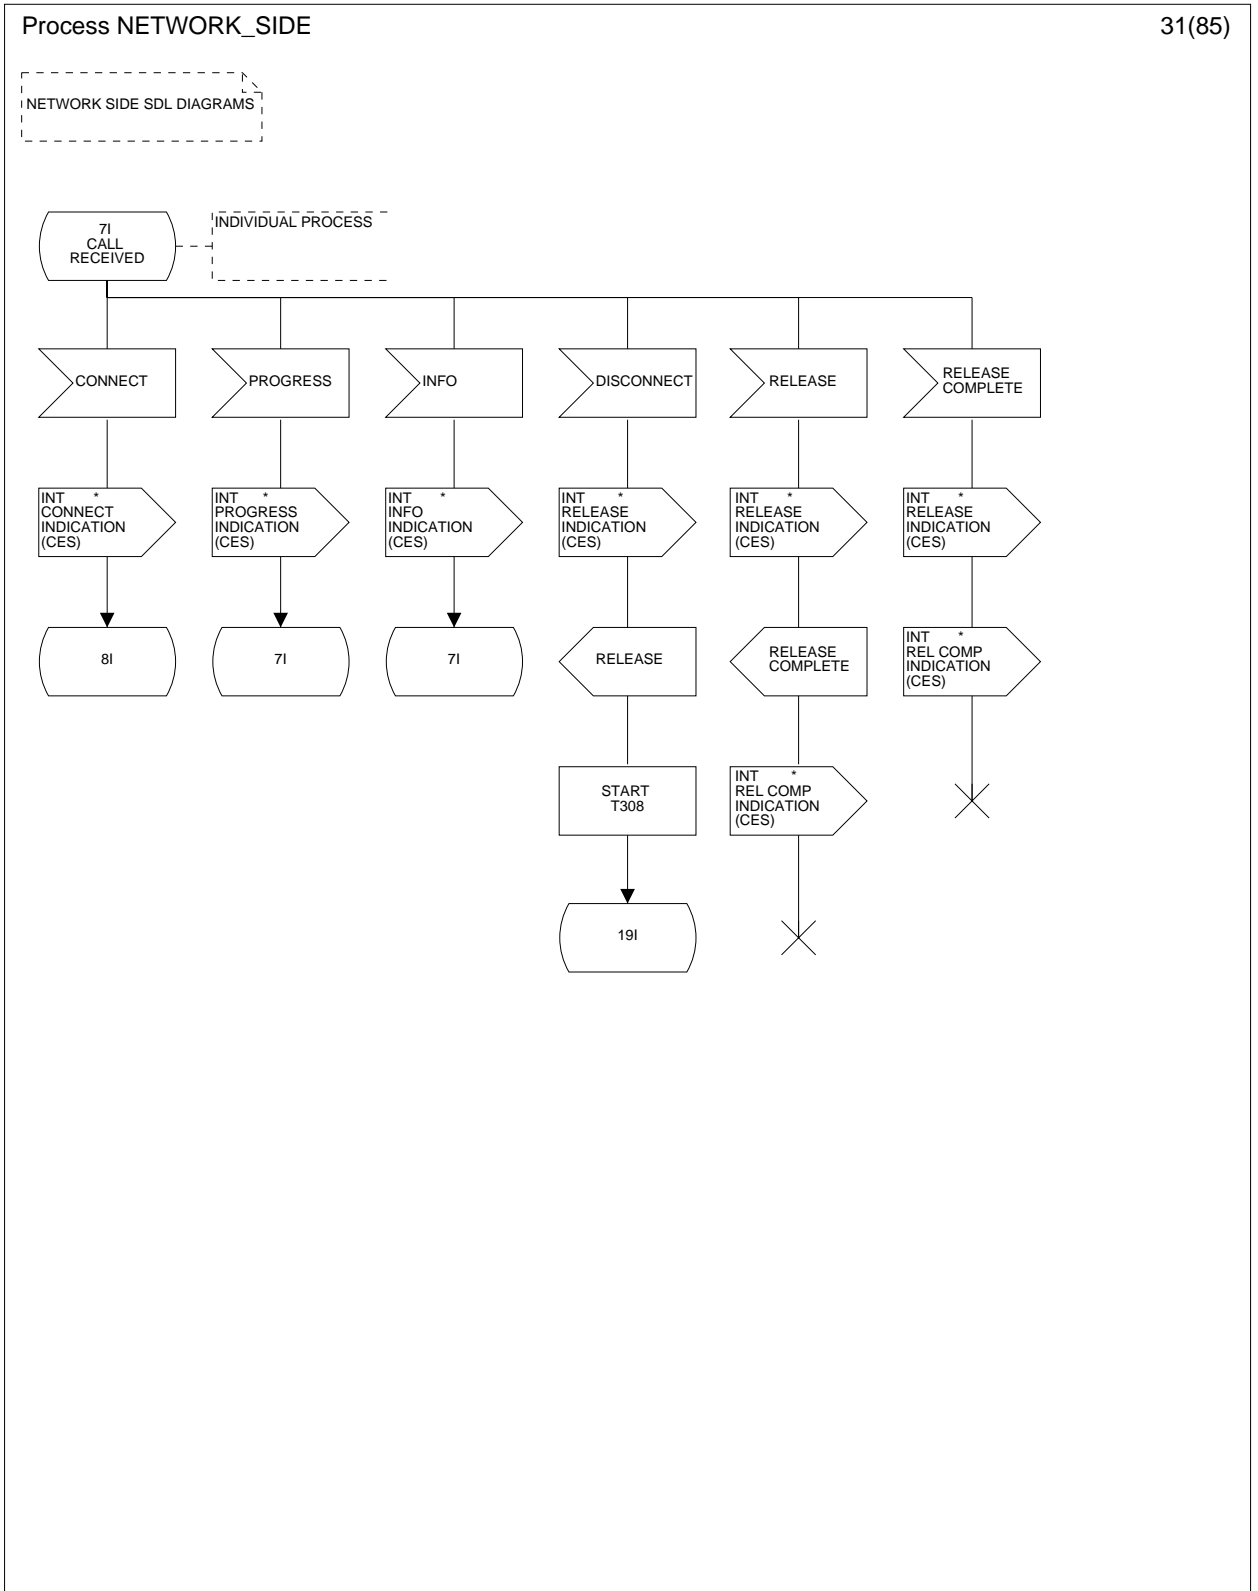 Process NETWORK_SIDE
31(85)
NETWORK SIDE SDL DIAGRAMS
7I
CALL
RECEIVED
INDIVIDUAL PROCESS
CONNECT
PROGRESS
INFO
DISCONNECT
RELEASE
RELEASE
COMPLETE
INT *
CONNECT
INDICATION
(CES)
INT *
PROGRESS
INDICATION
(CES)
INT *
INFO
INDICATION
(CES)
INT *
RELEASE
INDICATION
(CES)
INT *
RELEASE
INDICATION
(CES)
INT *
RELEASE
INDICATION
(CES)
8I
7I
7I
RELEASE
RELEASE
COMPLETE
INT *
REL COMP
INDICATION
(CES)
START
T308
INT *
REL COMP
INDICATION
(CES)
19I